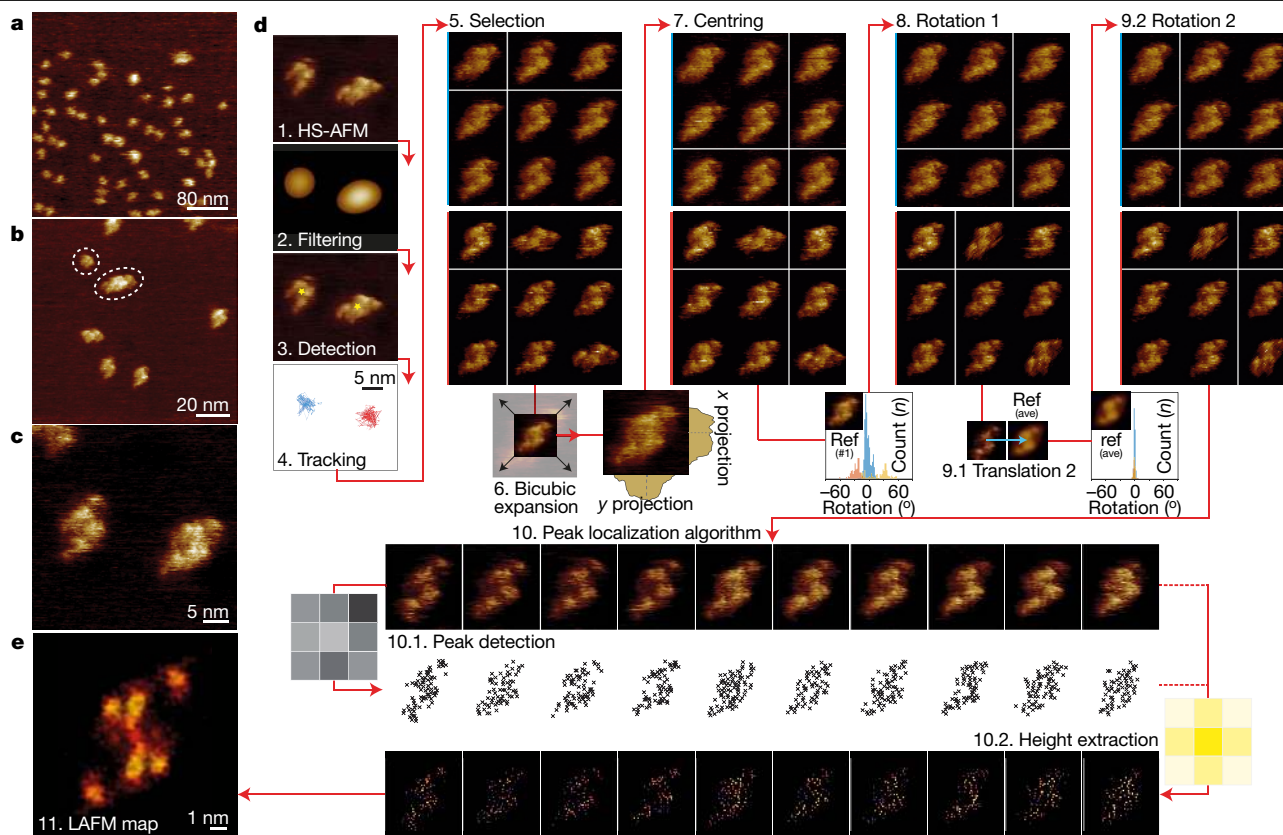 a
80 nm
b
20 nm
c
5 nm
d
1. HS-AFM
2. Filtering
3. Detection
5 nm
4. Tracking
5. Selection
6. Bicubic
expansion
7. Centring
x projection
y projection
8. Rotation 1
Ref
(#1)
Count (n)
−60 0 60
Rotation (º)
Ref
(ave)
9.1 Translation 2
9.2 Rotation 2
ref
(ave)
Count (n)
−60 0 60
Rotation (º)
10. Peak localization algorithm
10.1. Peak detection
10.2. Height extraction
e
11. LAFM map
1 nm